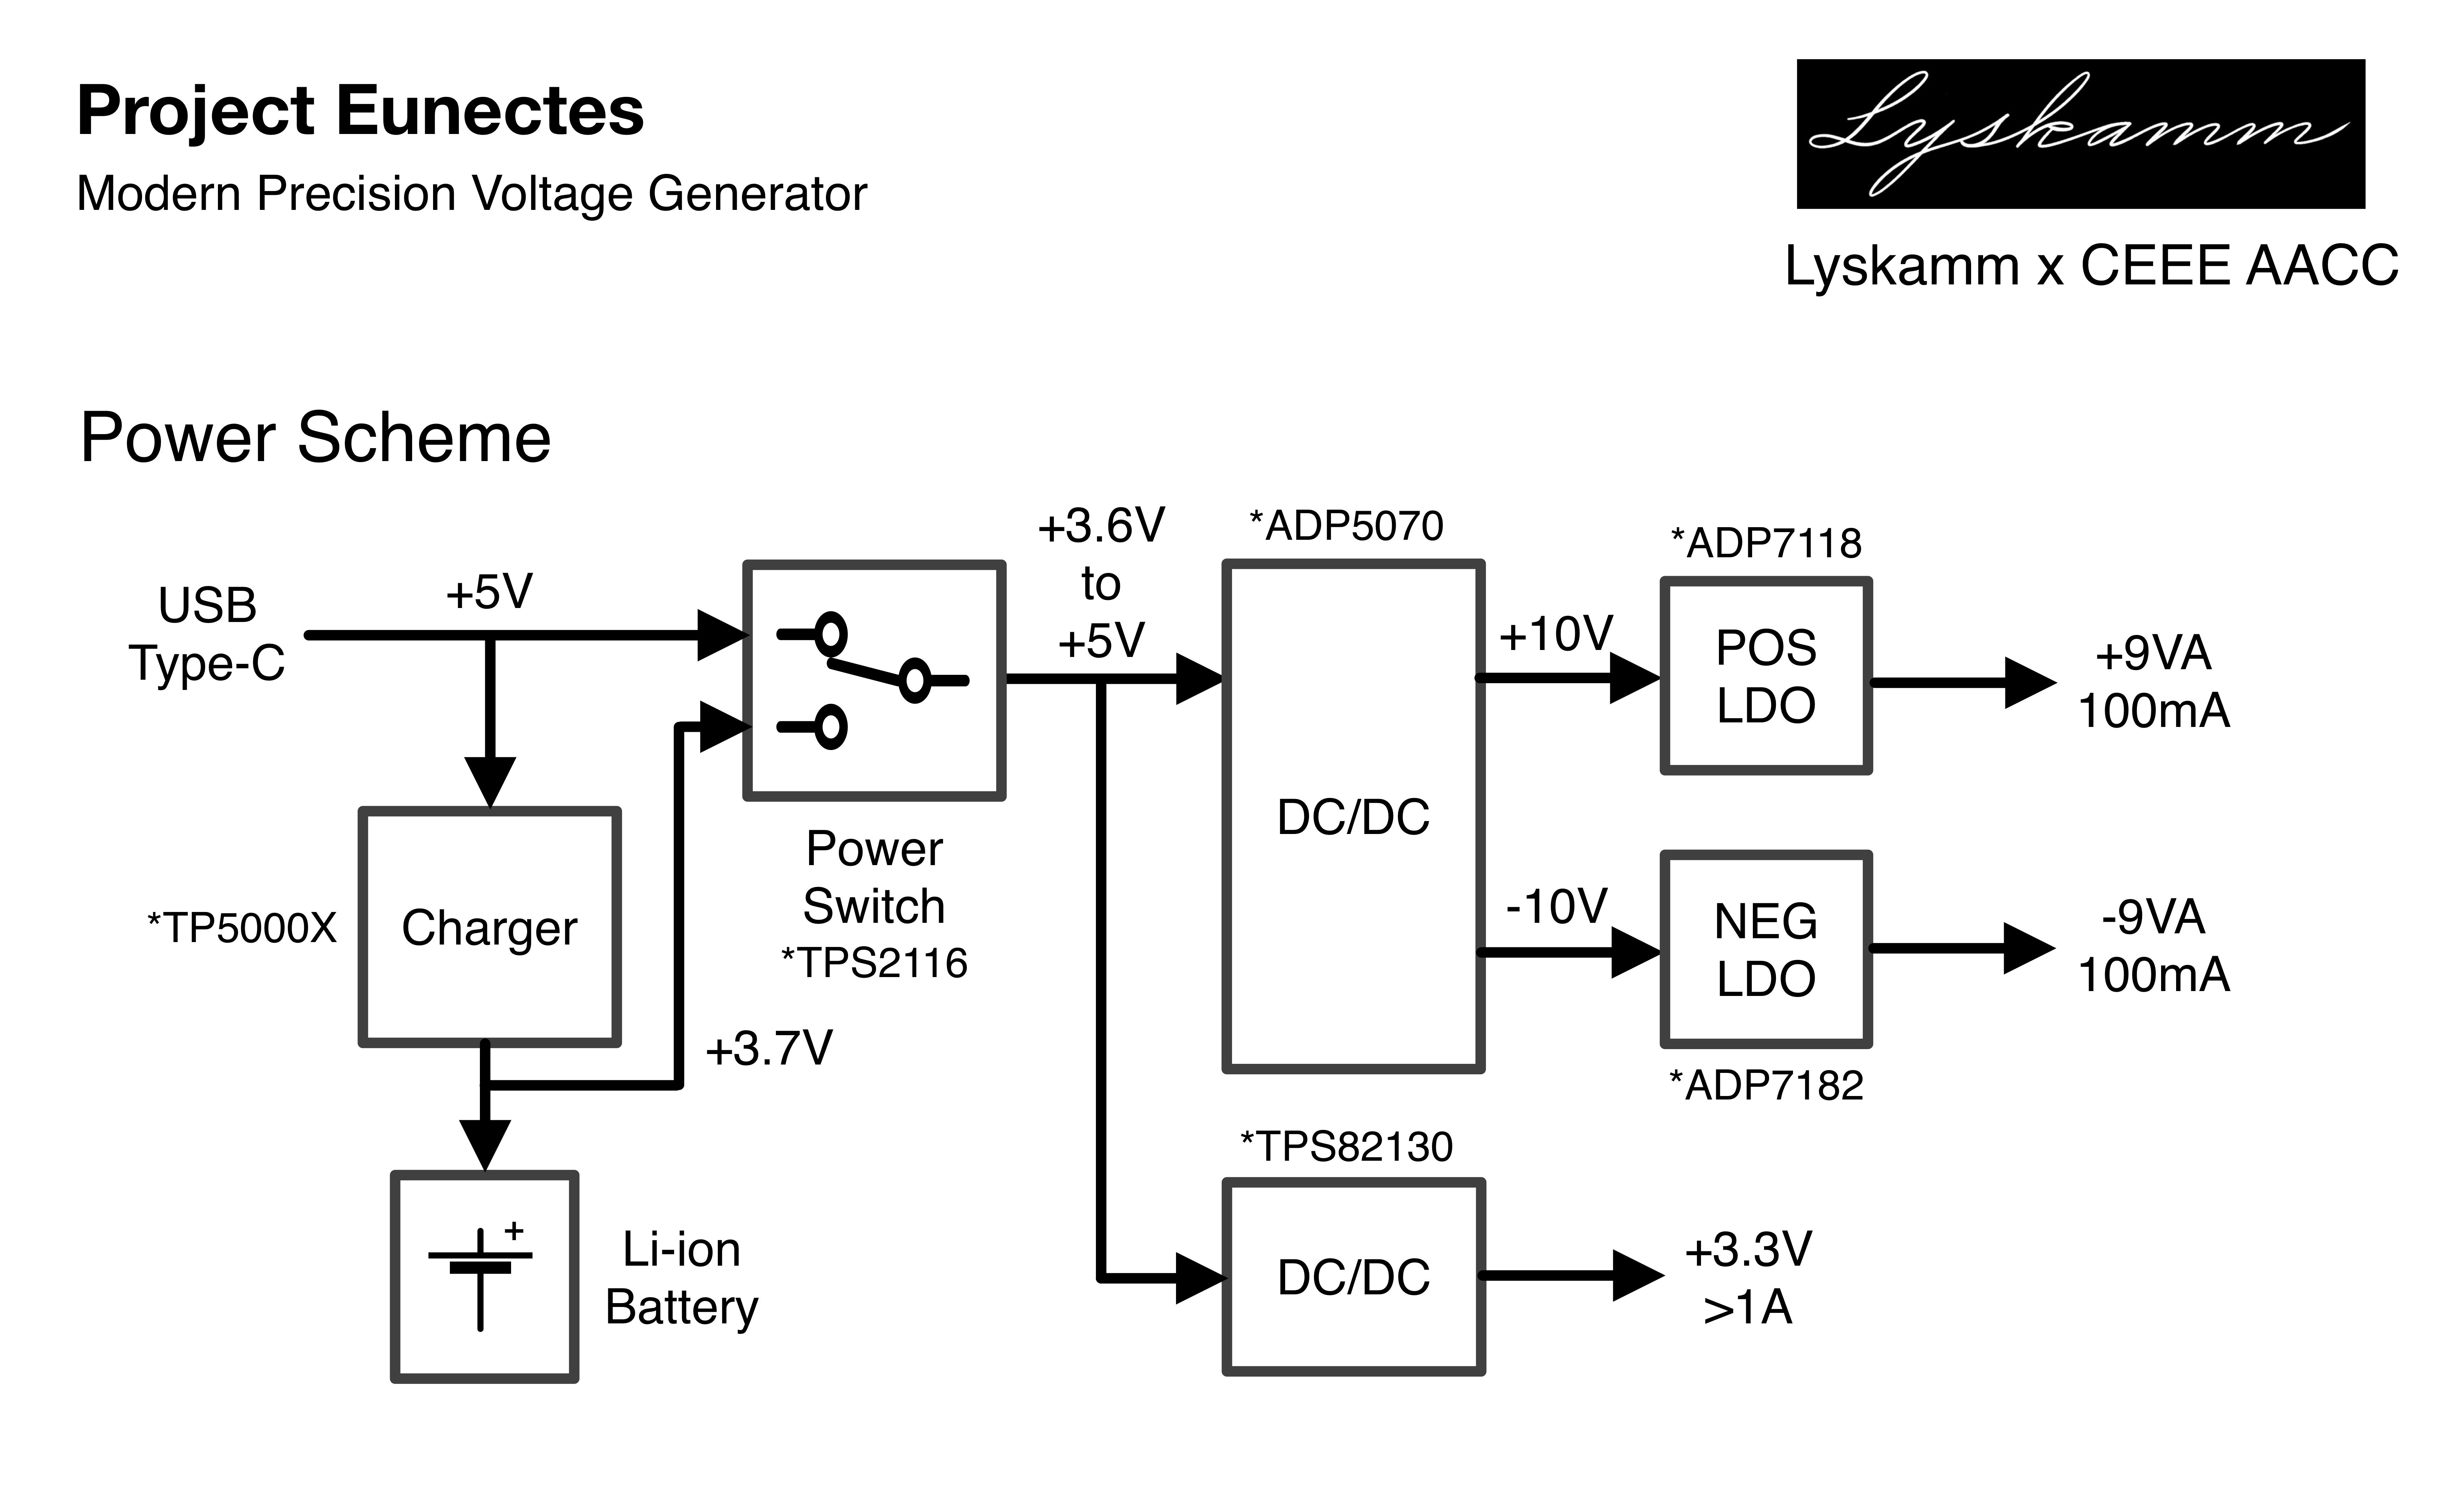 Project Eunectes
Modern Precision Voltage Generator
Lyskamm
Lyskamm x CEEE AACC
Power Scheme
USB
Type-C
+5V
*TP5000X
Charger
+3.7V
+
Li-ion
Battery
Power
Switch
*TPS2116
+3.6V
to
+5V
*ADP5070
DC/DC
+10V
-10V
*ADP7118
POS
LDO
+9VA
100mA
NEG
LDO
*ADP7182
-9VA
100mA
*TPS82130
DC/DC
+3.3V
>1A